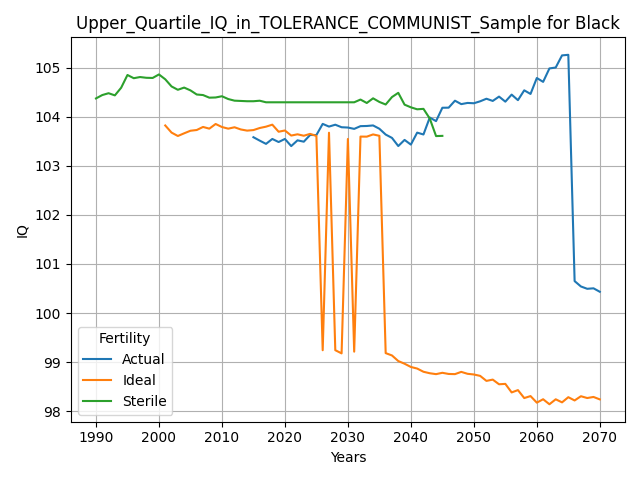 Upper_Quartile_IQ_in_TOLERANCE_COMMUNIST_Sample for Black
IQ
105
104
103
102
101
100
99
98
Fertility
Actual
Ideal
Sterile
1990 2000 2010 2020 2030 2040 2050 2060 2070
Years